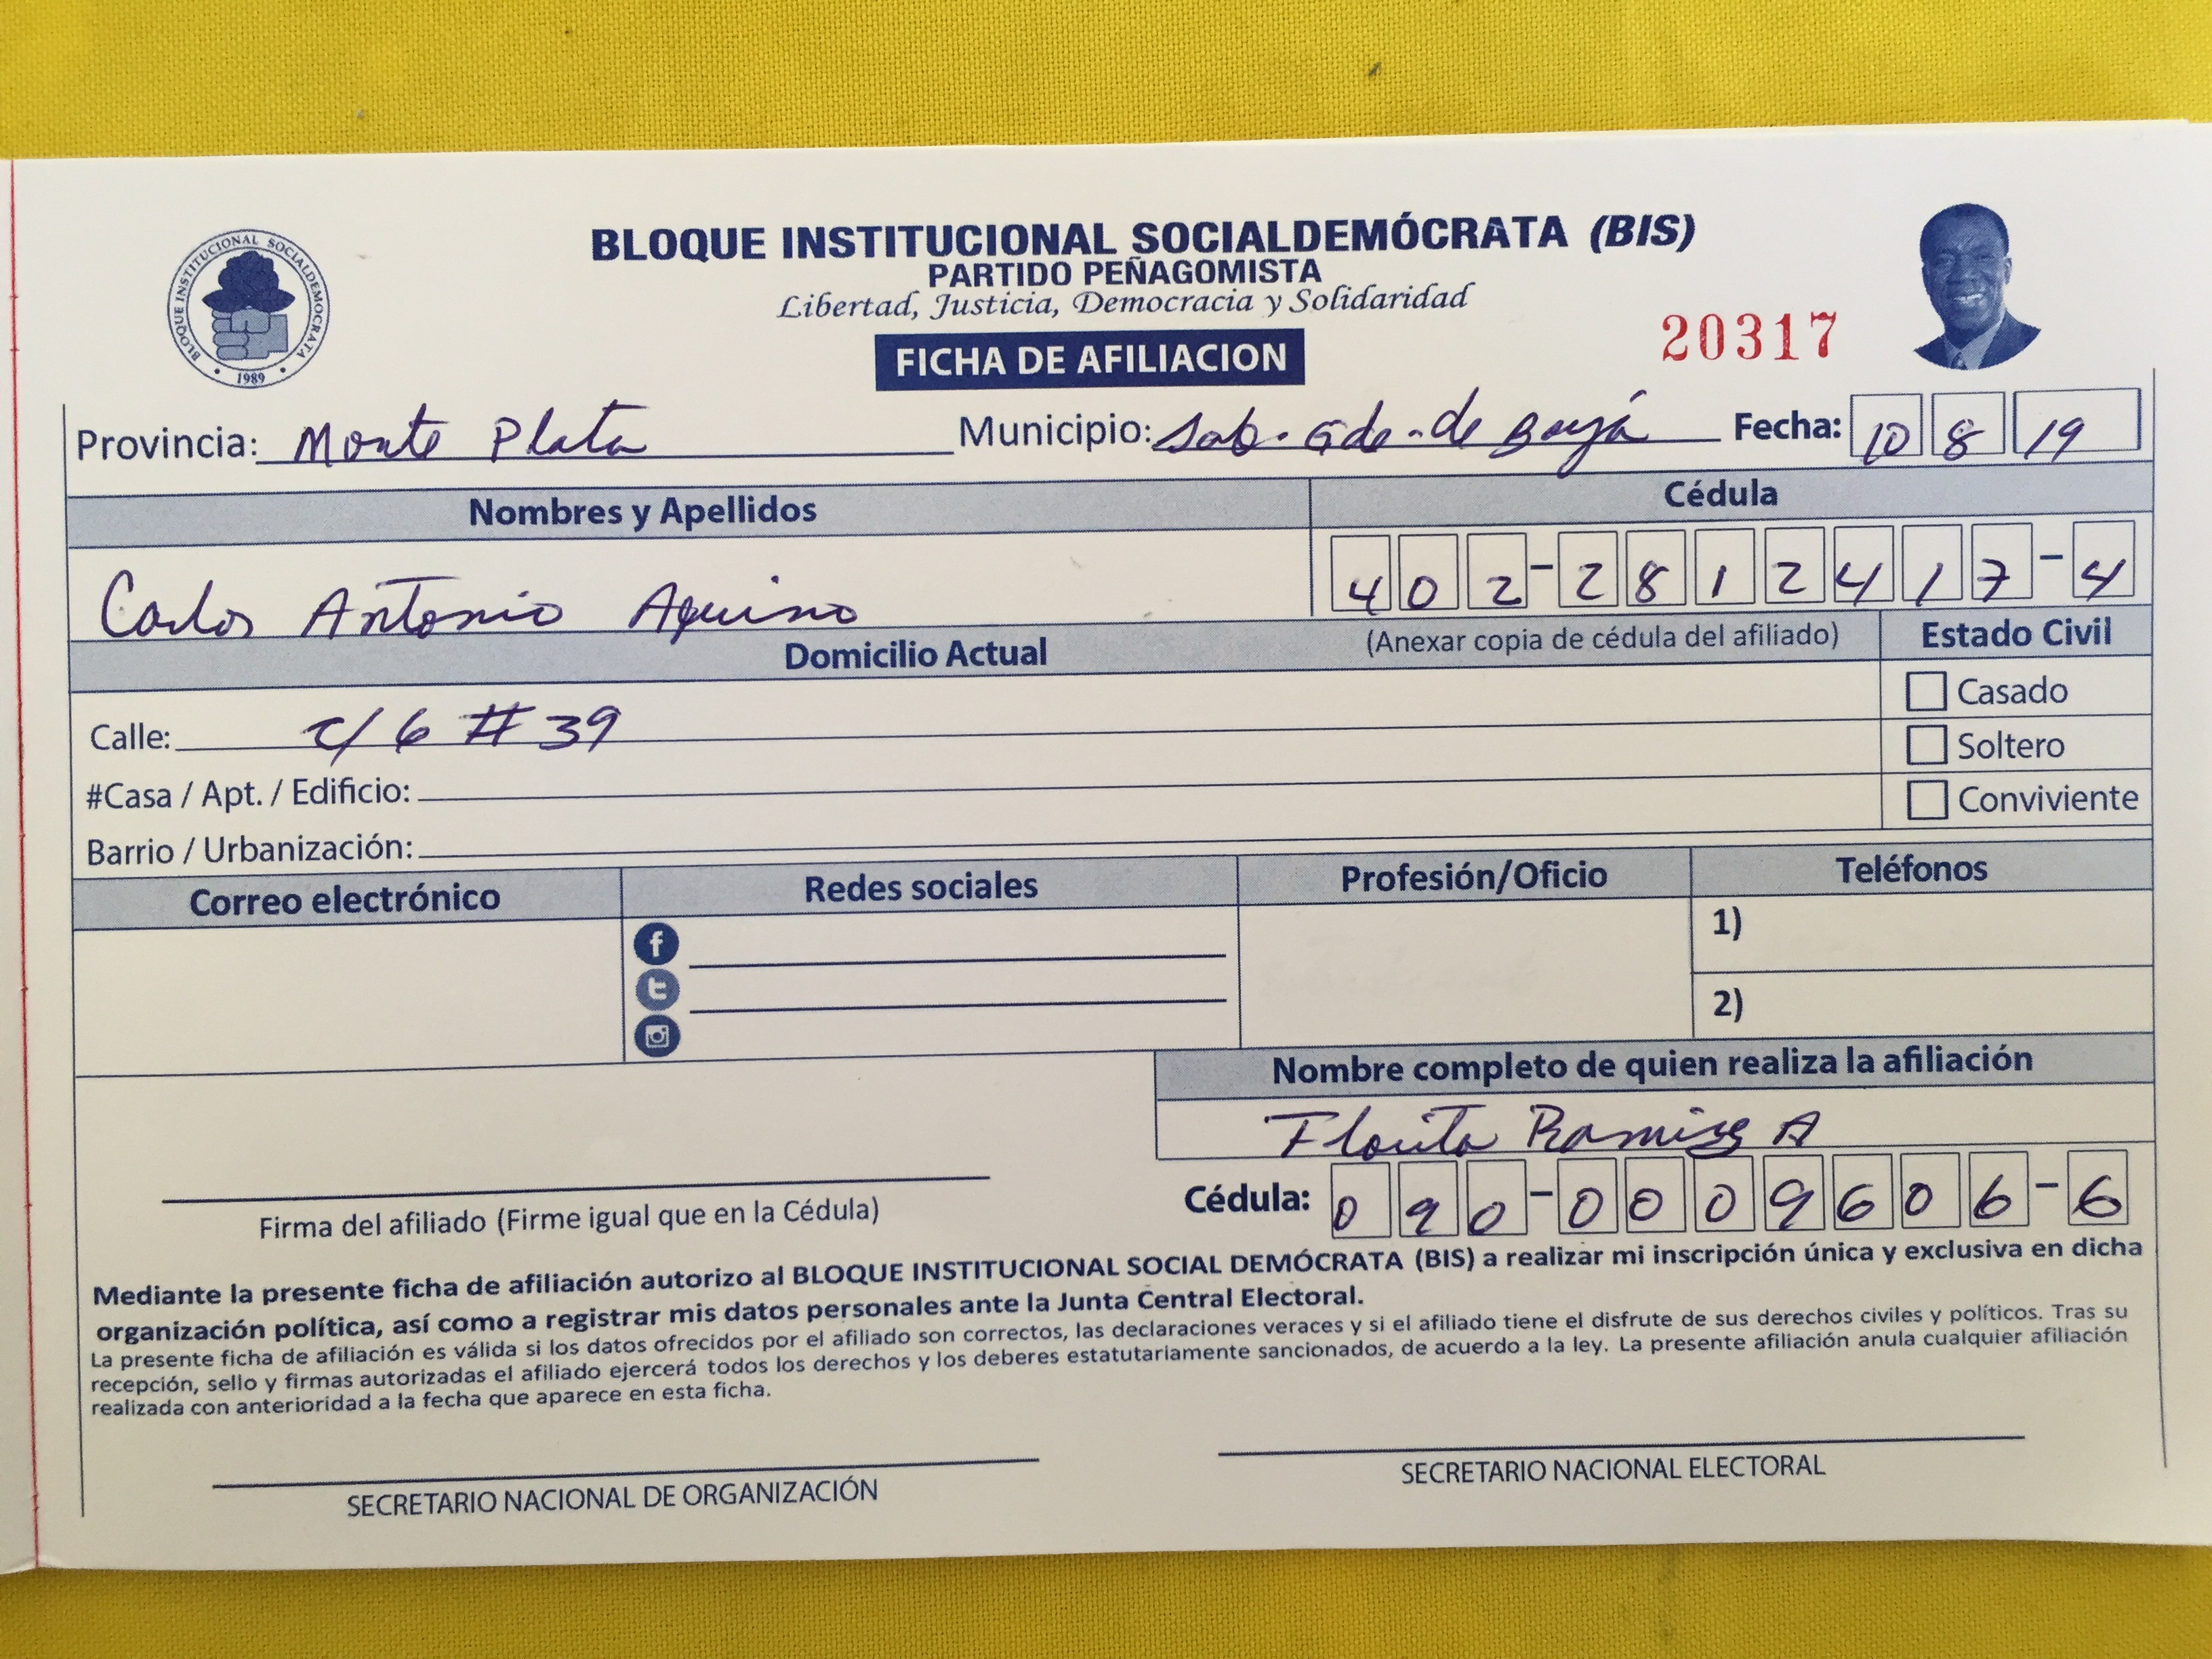 BLOQUE INSTITUCIONAL SOCIALDEMOCRATA
1989
BLOQUE INSTITUCIONAL SOCIALDEMÓCRATA (BIS)
PARTIDO PEÑAGOMISTA
Libertad, Justicia, Democracia y Solidaridad
FICHA DE AFILIACION
20317
Provincia: Monte Plata Municipio: Sab. Gde. de Boyá Fecha: 10 8 19
Nombres y Apellidos Cédula
Carlos Antonio Aquino 402-2812417-4
Domicilio Actual (Anexar copia de cédula del afiliado) Estado Civil
Casado
Calle: c/ 6 # 39
Soltero
#Casa / Apt. / Edificio:
Conviviente
Barrio / Urbanización:
Correo electrónico Redes sociales Profesión/Oficio Teléfonos
1)
2)
Nombre completo de quien realiza la afiliación
Florita Ramirez A
Cédula: 090-0009606-6
Firma del afiliado (Firme igual que en la Cédula)
Mediante la presente ficha de afiliación autorizo al BLOQUE INSTITUCIONAL SOCIAL DEMÓCRATA (BIS) a realizar mi inscripción única y exclusiva en dicha
organización política, así como a registrar mis datos personales ante la Junta Central Electoral.
La presente ficha de afiliación es válida si los datos ofrecidos por el afiliado son correctos, las declaraciones veraces y si el afiliado tiene el disfrute de sus derechos civiles y políticos. Tras su
recepción, sello y firmas autorizadas el afiliado ejercerá todos los derechos y los deberes estatutariamente sancionados, de acuerdo a la ley. La presente afiliación anula cualquier afiliación
realizada con anterioridad a la fecha que aparece en esta ficha.
SECRETARIO NACIONAL DE ORGANIZACIÓN SECRETARIO NACIONAL ELECTORAL